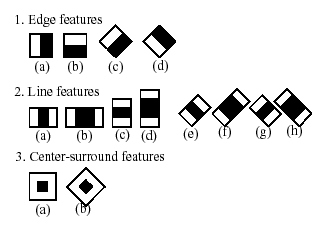 1. Edge features
(a) (b) (c) (d)
2. Line features
(a) (b) (c) (d) (e) (f) (g) (h)
3. Center-surround features
(a) (b)